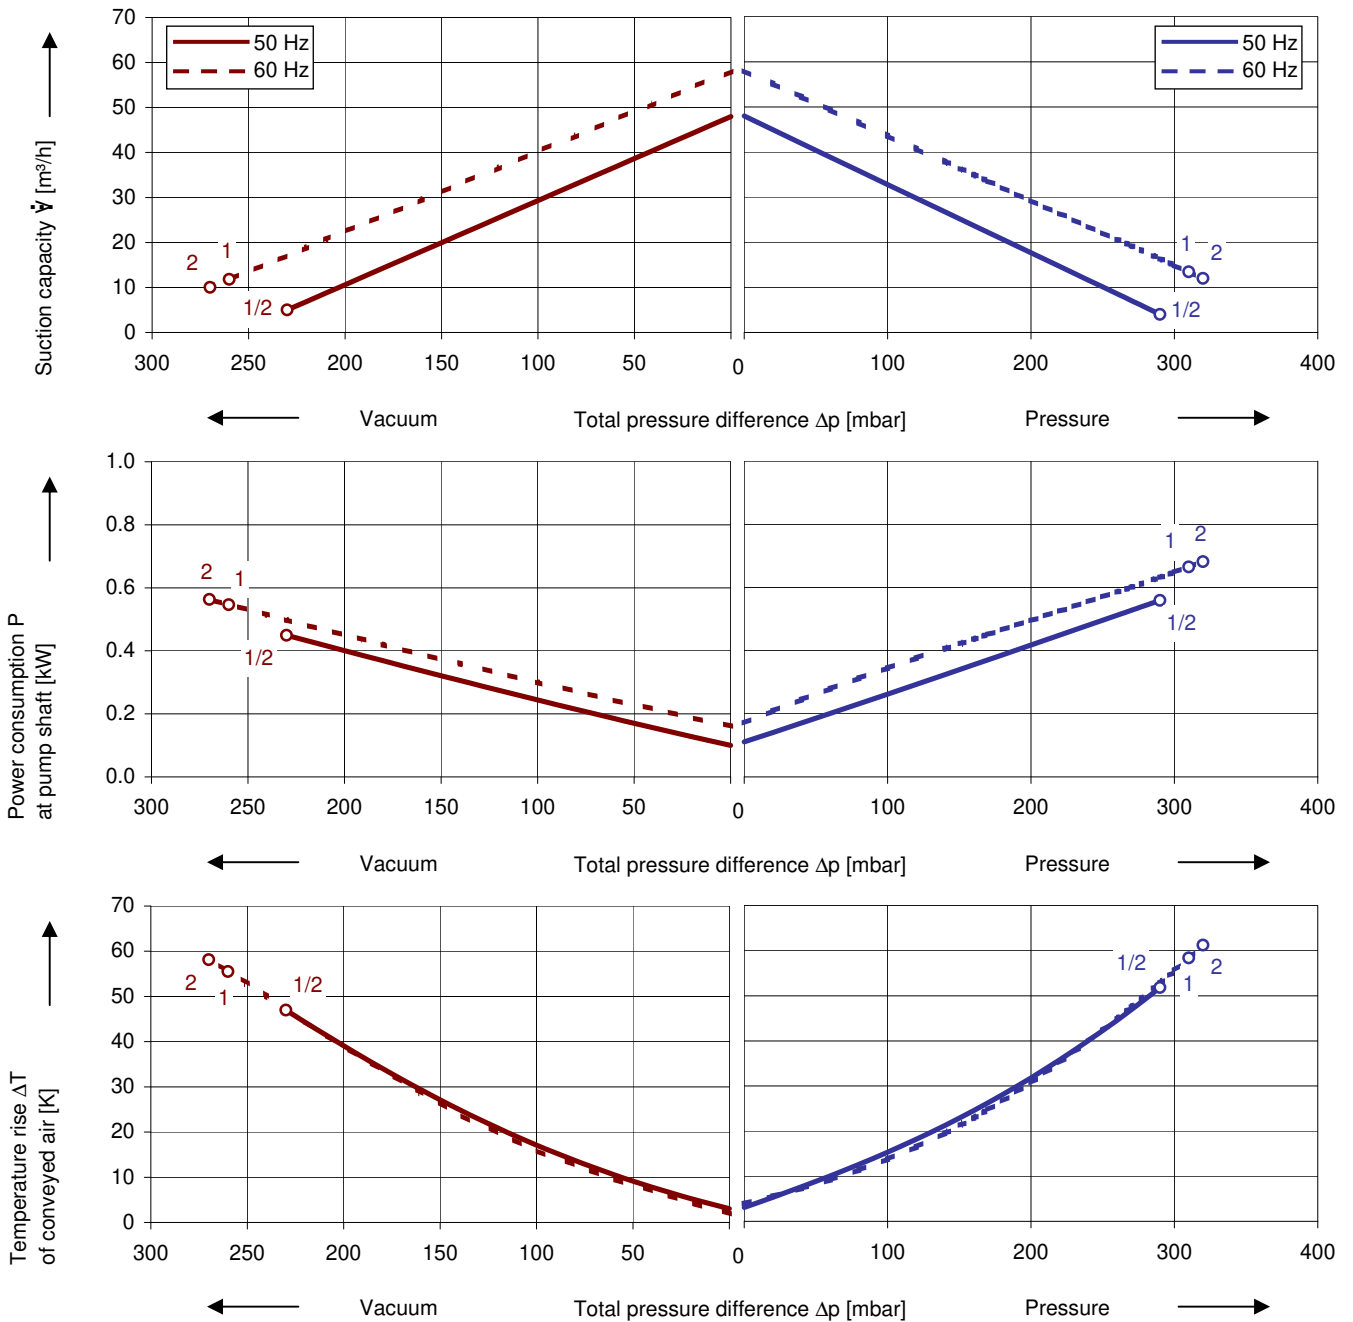 70
60
50
40
30
20
10
0
Suction capacity V̇ [m³/h]
50 Hz
60 Hz
50 Hz
60 Hz
2
1
1/2
1
2
1/2
300 250 200 150 100 50 0 100 200 300 400
Vacuum Total pressure difference Δp [mbar] Pressure
1.0
0.8
0.6
0.4
0.2
0.0
Power consumption P
at pump shaft [kW]
2 1
1/2
1 2
1/2
300 250 200 150 100 50 0 100 200 300 400
Vacuum Total pressure difference Δp [mbar] Pressure
70
60
50
40
30
20
10
0
Temperature rise ΔT
of conveyed air [K]
2 1 1/2
1/2 1 2
300 250 200 150 100 50 0 100 200 300 400
Vacuum Total pressure difference Δp [mbar] Pressure